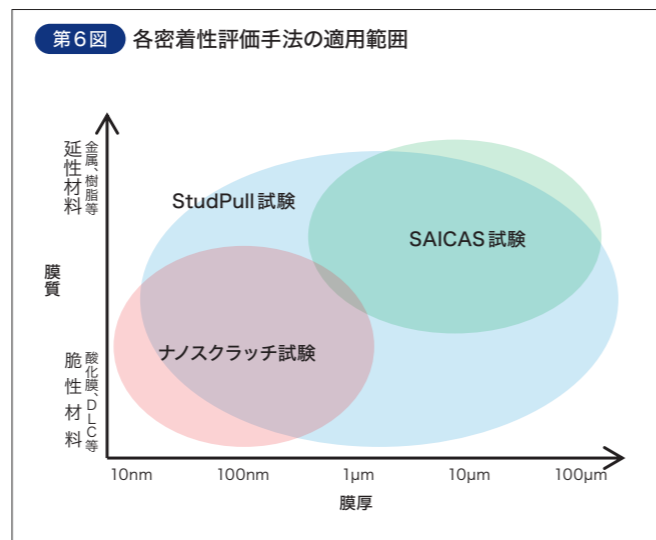 第6図 各密着性評価手法の適用範囲
延性材料
金属、樹脂等
StudPull試験
SAICAS試験
膜質
ナノスクラッチ試験
脆性材料
酸化膜、DLC等
10nm 100nm 1μm 10μm 100μm
膜厚